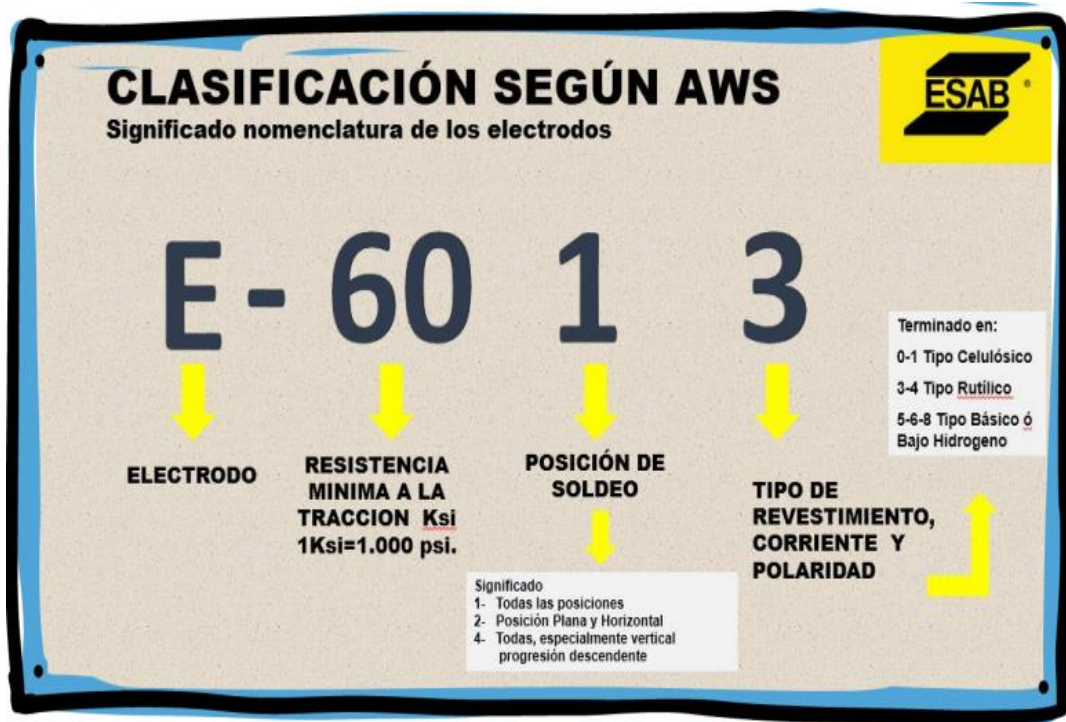 CLASIFICACIÓN SEGÚN AWS
Significado nomenclatura de los electrodos
ESAB
®
E - 60 1 3
ELECTRODO
RESISTENCIA
MINIMA A LA
TRACCION Ksi
1Ksi=1.000 psi.
POSICIÓN DE
SOLDEO
Significado
1- Todas las posiciones
2- Posición Plana y Horizontal
4- Todas, especialmente vertical
progresión descendente
TIPO DE
REVESTIMIENTO,
CORRIENTE Y
POLARIDAD
Terminado en:
0-1 Tipo Celulósico
3-4 Tipo Rutílico
5-6-8 Tipo Básico ó
Bajo Hidrogeno